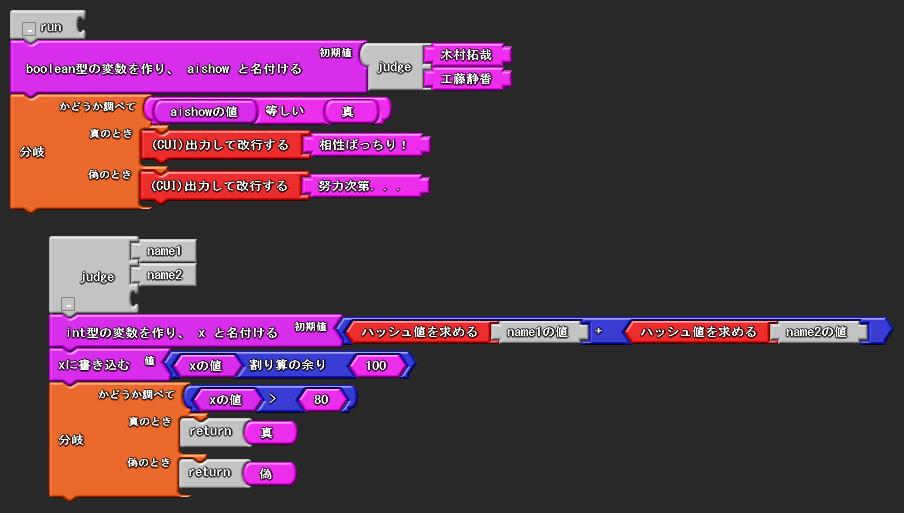 run
boolean型の変数を作り、 aishow と名付ける 初期値 judge 木村拓哉
工藤静香
分岐 かどうか調べて aishowの値 等しい 真
真のとき (CUI)出力して改行する 相性ばっちり！
偽のとき (CUI)出力して改行する 努力次第．．．
judge name1
name2
int型の変数を作り、 x と名付ける 初期値 ハッシュ値を求める name1の値 + ハッシュ値を求める name2の値
xに書き込む 値 xの値 割り算の余り 100
分岐 かどうか調べて xの値 > 80
真のとき return 真
偽のとき return 偽